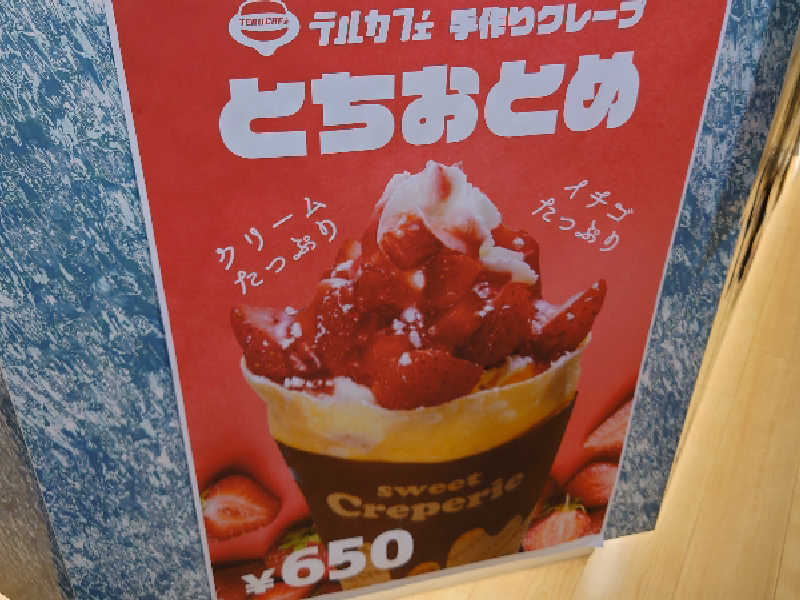 TERU CAFE
テルカフェ 手作りクレープ
とちおとめ
クリーム
たっぷり
イチゴ
たっぷり
sweet
Creperie
¥650